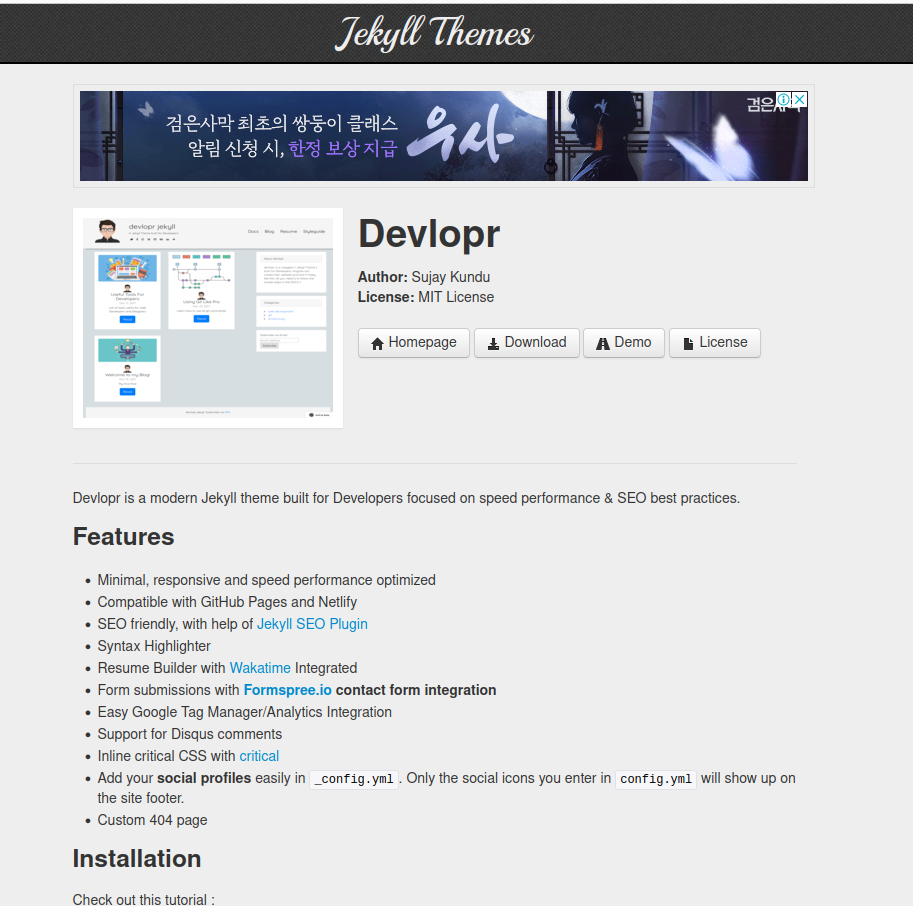 Jekyll Themes
검은사막 최초의 쌍둥이 클래스
알림 신청 시, 한정 보상 지급
우사
검은사막
devlopr jekyll
Docs Blog Resume Styleguide
Useful Tools For
Developers
Using Git Like Pro
Welcome to my Blog!
Devlopr
Author: Sujay Kundu
License: MIT License
Homepage
Download
Demo
License
Devlopr is a modern Jekyll theme built for Developers focused on speed performance & SEO best practices.
Features
• Minimal, responsive and speed performance optimized
• Compatible with GitHub Pages and Netlify
• SEO friendly, with help of Jekyll SEO Plugin
• Syntax Highlighter
• Resume Builder with Wakatime Integrated
• Form submissions with Formspree.io contact form integration
• Easy Google Tag Manager/Analytics Integration
• Support for Disqus comments
• Inline critical CSS with critical
• Add your social profiles easily in _config.yml. Only the social icons you enter in config.yml will show up on
the site footer.
• Custom 404 page
Installation
Check out this tutorial :